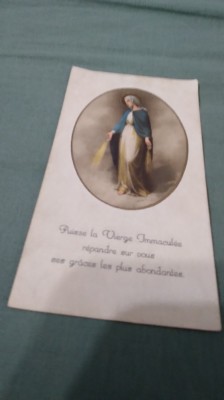 Puisse la Vierge Immaculée
répandre sur vous
ses grâces les plus abondantes.